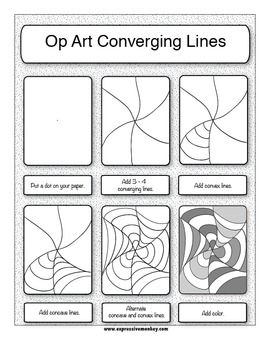 Op Art Converging Lines
Put a dot on your paper.
Add 3 - 4
converging lines.
Add convex lines.
Add concave lines.
Alternate
concave and convex lines.
Add color.
www.expressivemonkey.com